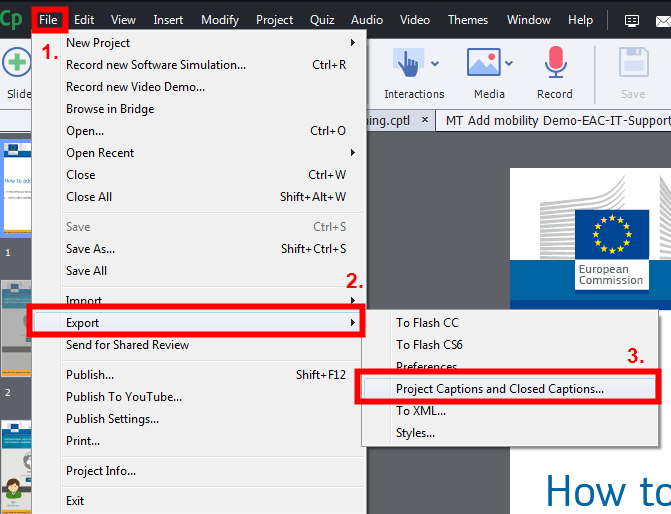 Cp File Edit View Insert Modify Project Quiz Audio Video Themes Window Help
1.
Slide
Interactions Media Record Save
ning.cptl × MT Add mobility Demo-EAC-IT-Support
New Project
Record new Software Simulation... Ctrl+R
Record new Video Demo...
Browse in Bridge
Open... Ctrl+O
Open Recent
Close Ctrl+W
Close All Shift+Alt+W
Save Ctrl+S
Save As... Shift+Ctrl+S
Save All
2.
Import
Export
Send for Shared Review
Publish... Shift+F12
Publish To YouTube...
Publish Settings...
Print...
Project Info...
Exit
To Flash CC
To Flash CS6
3.
Preferences
Project Captions and Closed Captions...
To XML...
Styles...
How to add
1
2
European
Commission
How to